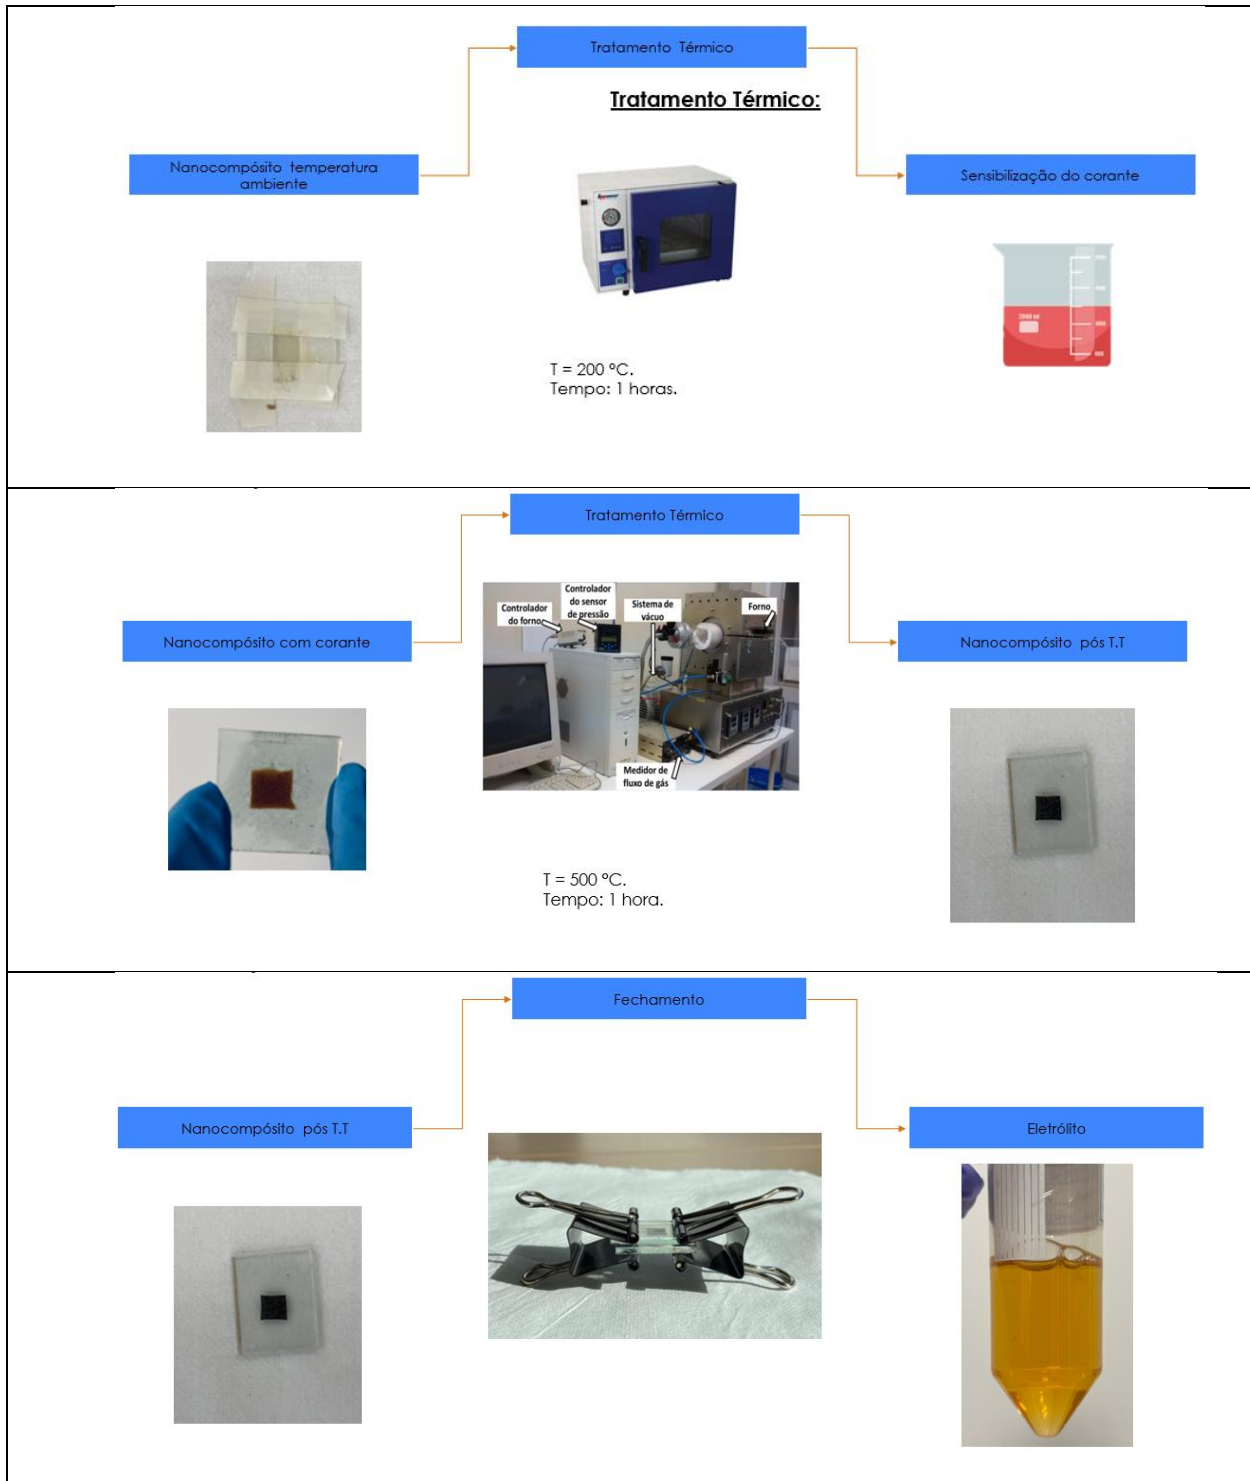 Tratamento Térmico
Tratamento Térmico:
Nanocompósito temperatura
ambiente
Sensibilização do corante
T = 200 °C.
Tempo: 1 horas.
Tratamento Térmico
Controlador
do forno
Controlador
do sensor
de pressão
Sistema de
vácuo
Forno
Nanocompósito com corante
Nanocompósito pós T.T
Medidor de
fluxo de gás
T = 500 °C.
Tempo: 1 hora.
Fechamento
Nanocompósito pós T.T
Eletrólito